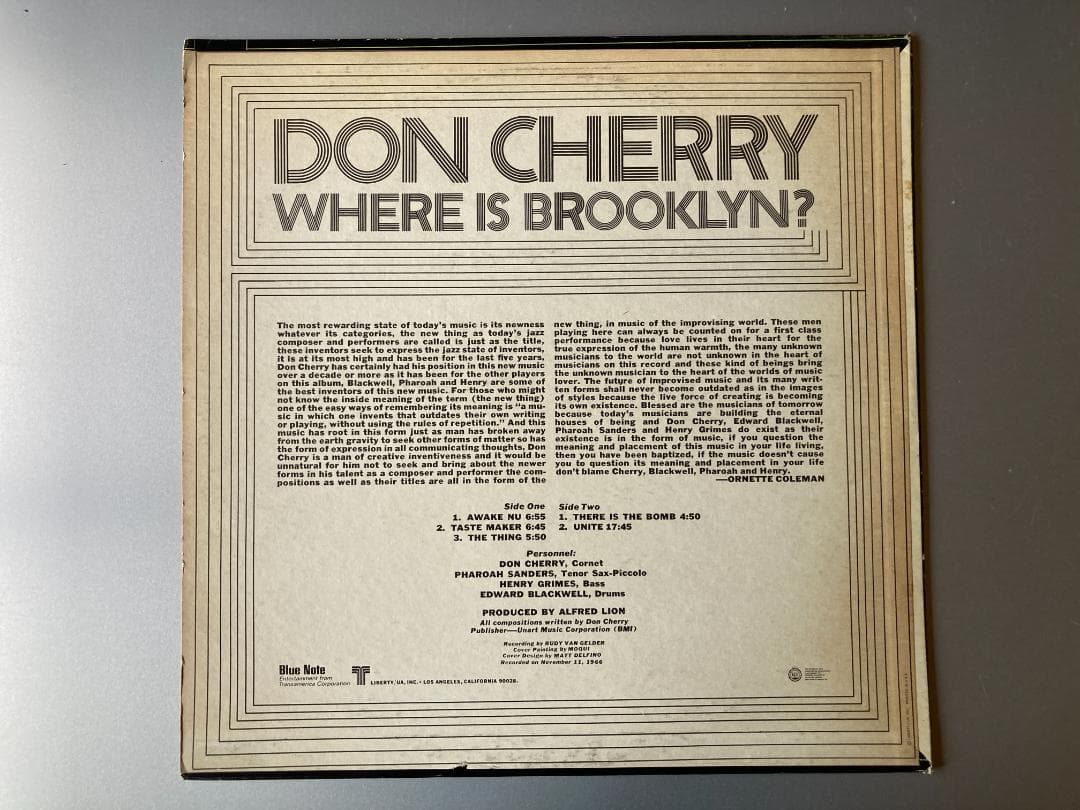 DON CHERRY
WHERE IS BROOKLYN?
The most rewarding state of today's music is its newness
whatever its categories, the new thing as today's jazz
composer and performers are called is just as the title,
these inventors seek to express the jazz state of inventors,
it is at its most high and has been for the last five years,
Don Cherry has certainly had his position in this new music
over a decade or more as it has been for the other players
on this album, Blackwell, Pharoah and Henry are some of
the best inventors of this new music. For those who might
not know the inside meaning of the term (the new thing)
one of the easy ways of remembering its meaning is "a mu-
sic in which one invents that outdates their own writing
or playing, without using the rules of repetition." And this
music has root in this form just as man has broken away
from the earth gravity to seek other forms of matter so has
the form of expression in all communicating thoughts, Don
Cherry is a man of creative inventiveness and it would be
unnatural for him not to seek and bring about the newer
forms in his talent as a composer and performer the com-
positions as well as their titles are all in the form of the
new thing, in music of the improvising world. These men
playing here can always be counted on for a first class
performance because love lives in their heart for the
true expression of the human warmth, the many unknown
musicians to the world are not unknown in the heart of
musicians on this record and these kind of beings bring
the unknown musician to the heart of the worlds of music
lover. The future of improvised music and its many writ-
ten forms shall never become outdated as in the images
of styles because the live force of creating is becoming
its own existence. Blessed are the musicians of tomorrow
because today's musicians are building the eternal
houses of being and Don Cherry, Edward Blackwell,
Pharoah Sanders and Henry Grimes do exist as their
existence is in the form of music, if you question the
meaning and placement of this music in your life living,
then you have been baptized, if the music doesn't cause
you to question its meaning and placement in your life
don't blame Cherry, Blackwell, Pharoah and Henry.
—ORNETTE COLEMAN
Side One
1. AWAKE NU 6:55
2. TASTE MAKER 6:45
3. THE THING 5:50
Side Two
1. THERE IS THE BOMB 4:50
2. UNITE 17:45
Personnel:
DON CHERRY, Cornet
PHAROAH SANDERS, Tenor Sax-Piccolo
HENRY GRIMES, Bass
EDWARD BLACKWELL, Drums
PRODUCED BY ALFRED LION
All compositions written by Don Cherry
Publisher—Unart Music Corporation (BMI)
Recording by RUDY VAN GELDER
Cover Painting by MOQUI
Cover Design by MATT DELFINO
Recorded on November 11, 1966
Blue Note
Entertainment from
Transamerica Corporation
LIBERTY/UA, INC. • LOS ANGELES, CALIFORNIA 90028.